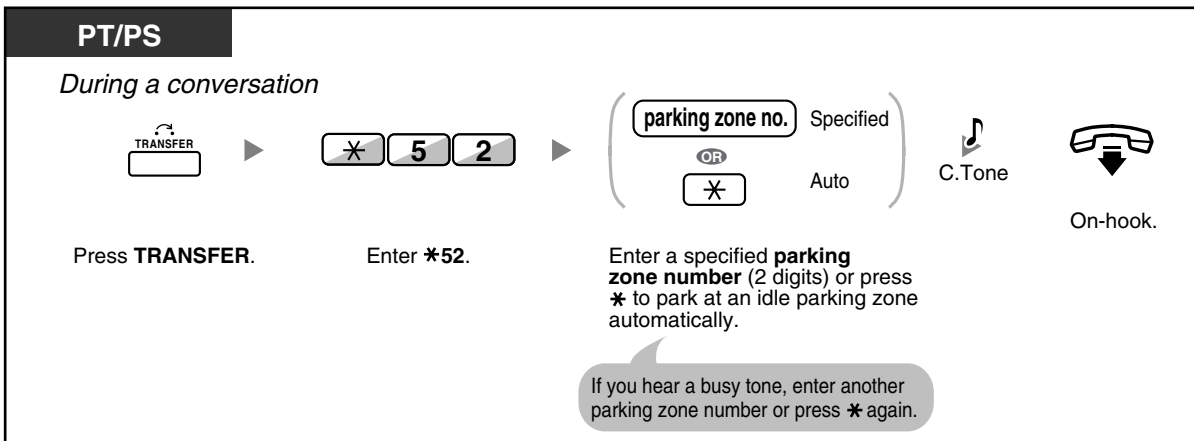 PT/PS
During a conversation
TRANSFER
✱ 5 2
parking zone no. Specified
OR
✱ Auto
C.Tone
On-hook.
Press TRANSFER.
Enter ✱52.
Enter a specified parking
zone number (2 digits) or press
✱ to park at an idle parking zone
automatically.
If you hear a busy tone, enter another
parking zone number or press ✱ again.